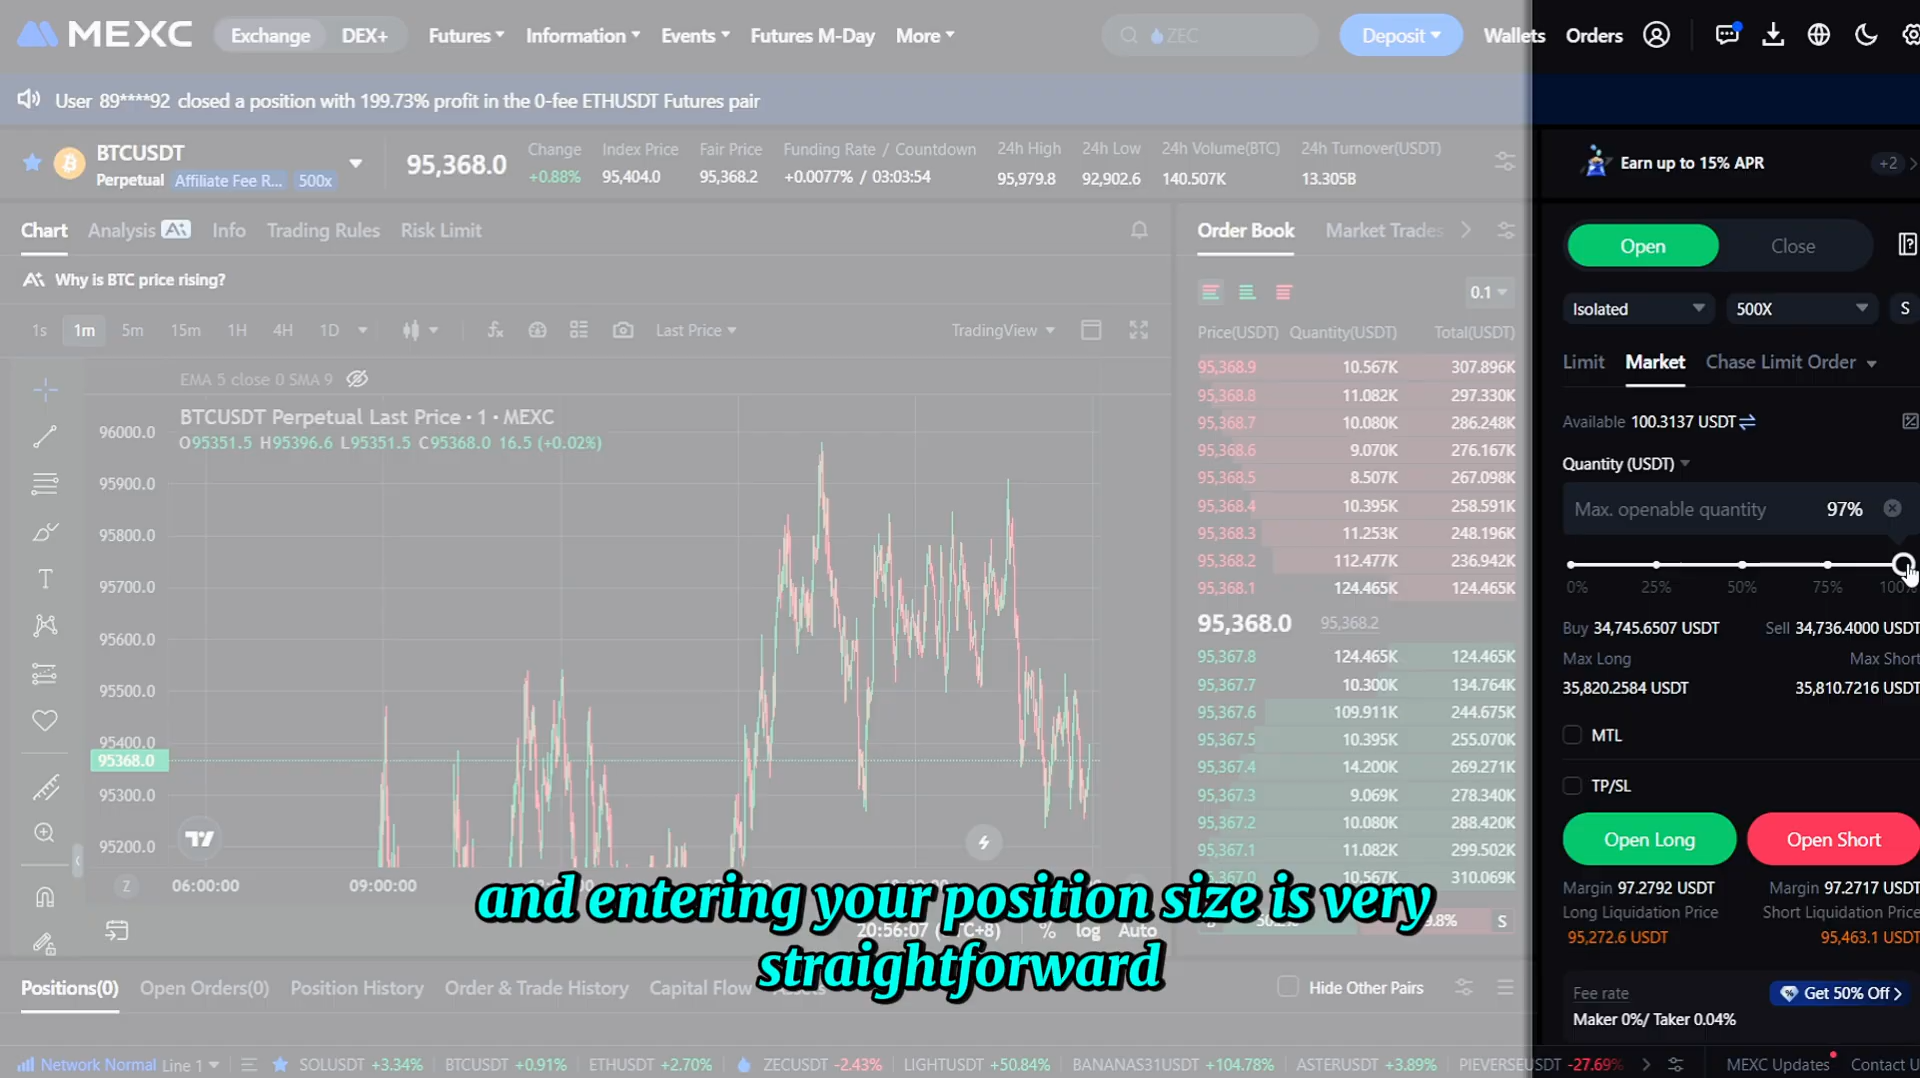 MEXC Exchange DEX+ Futures Information Events Futures M-Day More ZEC Deposit Wallets Orders
User 89****92 closed a position with 199.73% profit in the 0-fee ETHUSDT Futures pair
BTCUSDT
Perpetual Affiliate Fee R... 500x
95,368.0
Change Index Price Fair Price Funding Rate / Countdown 24h High 24h Low 24h Volume(BTC) 24h Turnover(USDT)
+0.88% 95,404.0 95,368.2 +0.0077% / 03:03:54 95,979.8 92,902.6 140.507K 13.305B
Earn up to 15% APR +2
Chart Analysis Info Trading Rules Risk Limit
Why is BTC price rising?
1s 1m 5m 15m 1H 4H 1D Last Price TradingView
EMA 5 close 0 SMA 9
BTCUSDT Perpetual Last Price • 1 • MEXC
O95351.5 H95396.6 L95351.5 C95368.0 16.5 (+0.02%)
96000.0
95900.0
95800.0
95700.0
95600.0
95500.0
95400.0
95368.0
95300.0
95200.0
Z 06:00:00 09:00:00
% log Auto
Order Book Market Trades
0.1
Price(USDT) Quantity(USDT) Total(USDT)
95,368.9 10.567K 307.896K
95,368.8 11.082K 297.330K
95,368.7 10.080K 286.248K
95,368.6 9.070K 276.167K
95,368.5 8.507K 267.098K
95,368.4 10.395K 258.591K
95,368.3 11.253K 248.196K
95,368.2 112.477K 236.942K
95,368.1 124.465K 124.465K
95,368.0 95,368.2
95,367.8 124.465K 124.465K
95,367.7 10.300K 134.764K
95,367.6 109.911K 244.675K
95,367.5 10.395K 255.070K
95,367.4 14.200K 269.271K
95,367.3 9.069K 278.340K
95,367.2 10.080K 288.420K
95,367.1 11.082K 299.502K
10.567K 310.069K
S
Open Close
Isolated 500X S
Limit Market Chase Limit Order
Available 100.3137 USDT
Quantity (USDT)
Max. openable quantity 97%
0% 25% 50% 75% 100%
Buy 34,745.6507 USDT Sell 34,736.4000 USDT
Max Long Max Short
35,820.2584 USDT 35,810.7216 USDT
MTL
TP/SL
Open Long Open Short
Margin 97.2792 USDT Margin 97.2717 USDT
Long Liquidation Price Short Liquidation Price
95,272.6 USDT 95,463.1 USDT
Fee rate Get 50% Off
Maker 0%/ Taker 0.04%
and entering your position size is very
straightforward
Positions(0) Open Orders(0) Position History Order & Trade History Capital Flow Hide Other Pairs
Network Normal Line 1 SOLUSDT +3.34% BTCUSDT +0.91% ETHUSDT +2.70% ZECUSDT -2.43% LIGHTUSDT +50.84% BANANAS31USDT +104.78% ASTERUSDT +3.89% PIEVERSEUSDT -27.69% MEXC Updates Contact U